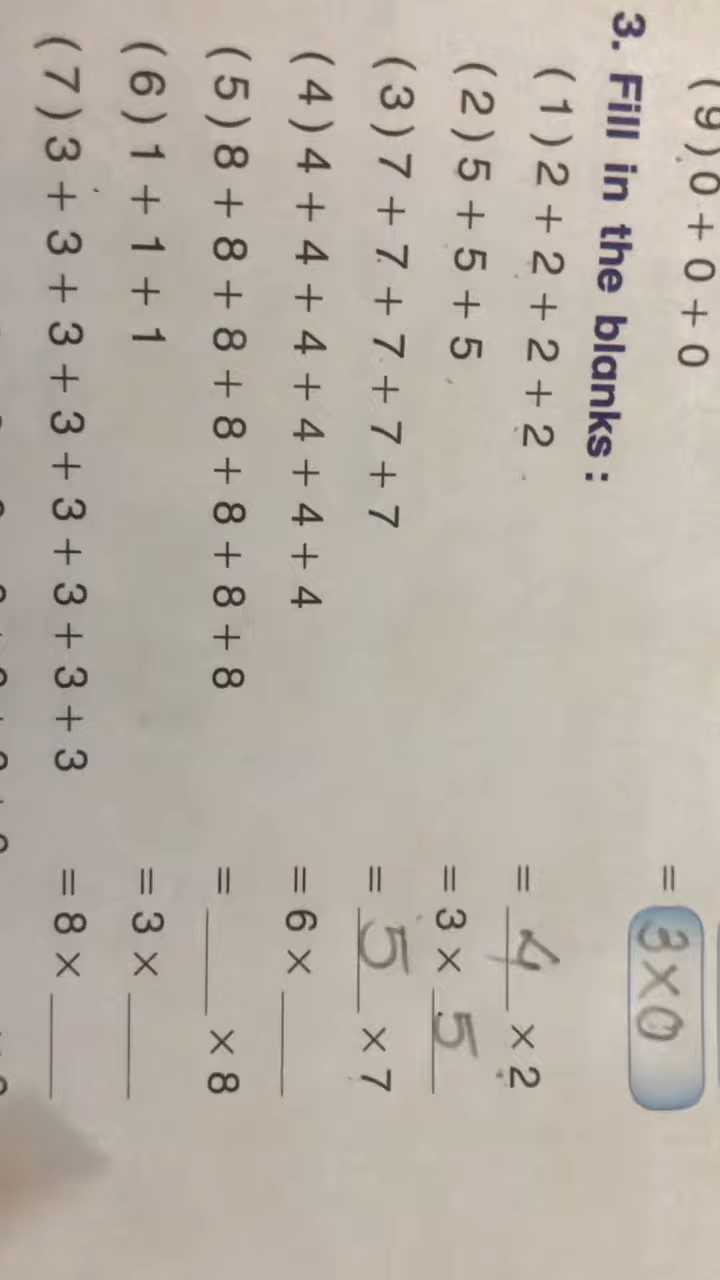 (9) 0 + 0 + 0 = 3 × 0
3. Fill in the blanks :
(1) 2 + 2 + 2 + 2 = 4 × 2
(2) 5 + 5 + 5 = 3 × 5
(3) 7 + 7 + 7 + 7 + 7 = 5 × 7
(4) 4 + 4 + 4 + 4 + 4 + 4 = 6 × ___
(5) 8 + 8 + 8 + 8 + 8 + 8 + 8 = ___ × 8
(6) 1 + 1 + 1 = 3 × ___
(7) 3 + 3 + 3 + 3 + 3 + 3 + 3 + 3 = 8 × ___